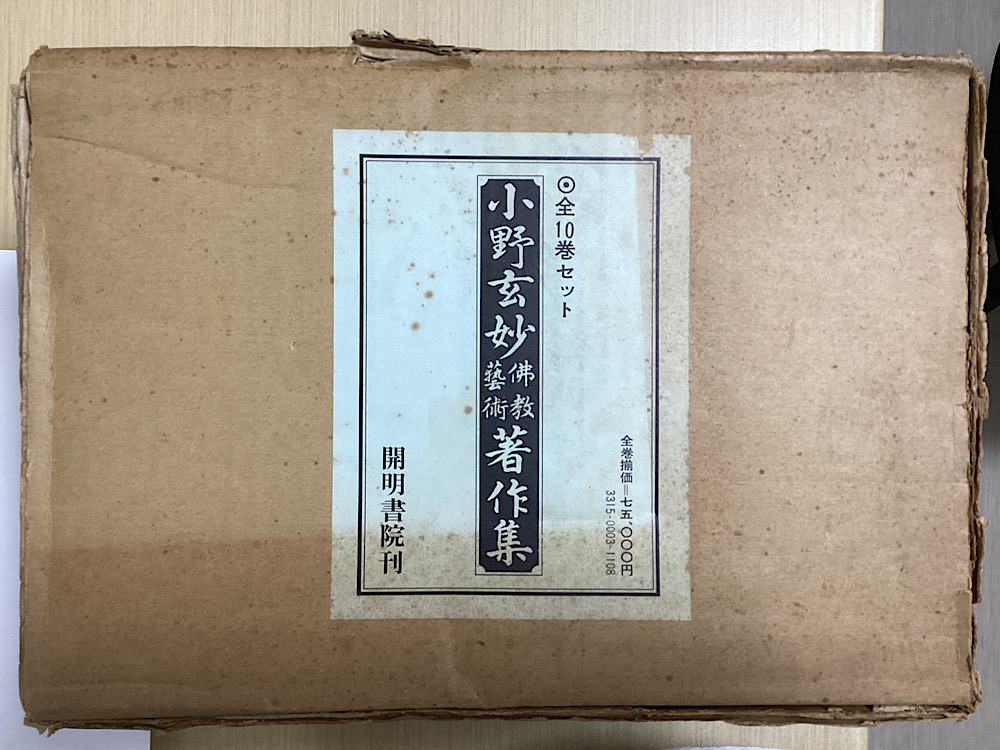 ◉全10巻セット
小野玄妙佛教藝術著作集
全巻揃価＝七五、〇〇〇円
3315-0003-1108
開明書院刊